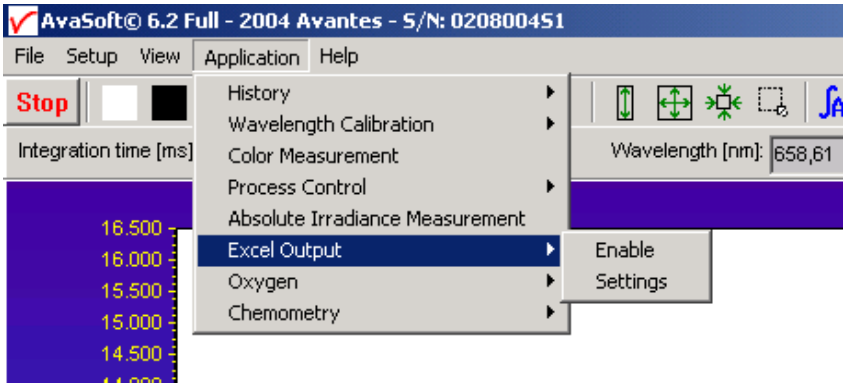 AvaSoft© 6.2 Full - 2004 Avantes - S/N: 0208004S1
File Setup View Application Help
Stop
History
Wavelength Calibration
Integration time [ms]
Color Measurement
Wavelength [nm]: 658,61
Process Control
Absolute Irradiance Measurement
16.500
Excel Output
Enable
16.000
Oxygen
Settings
15.500
Chemometry
15.000
14.500